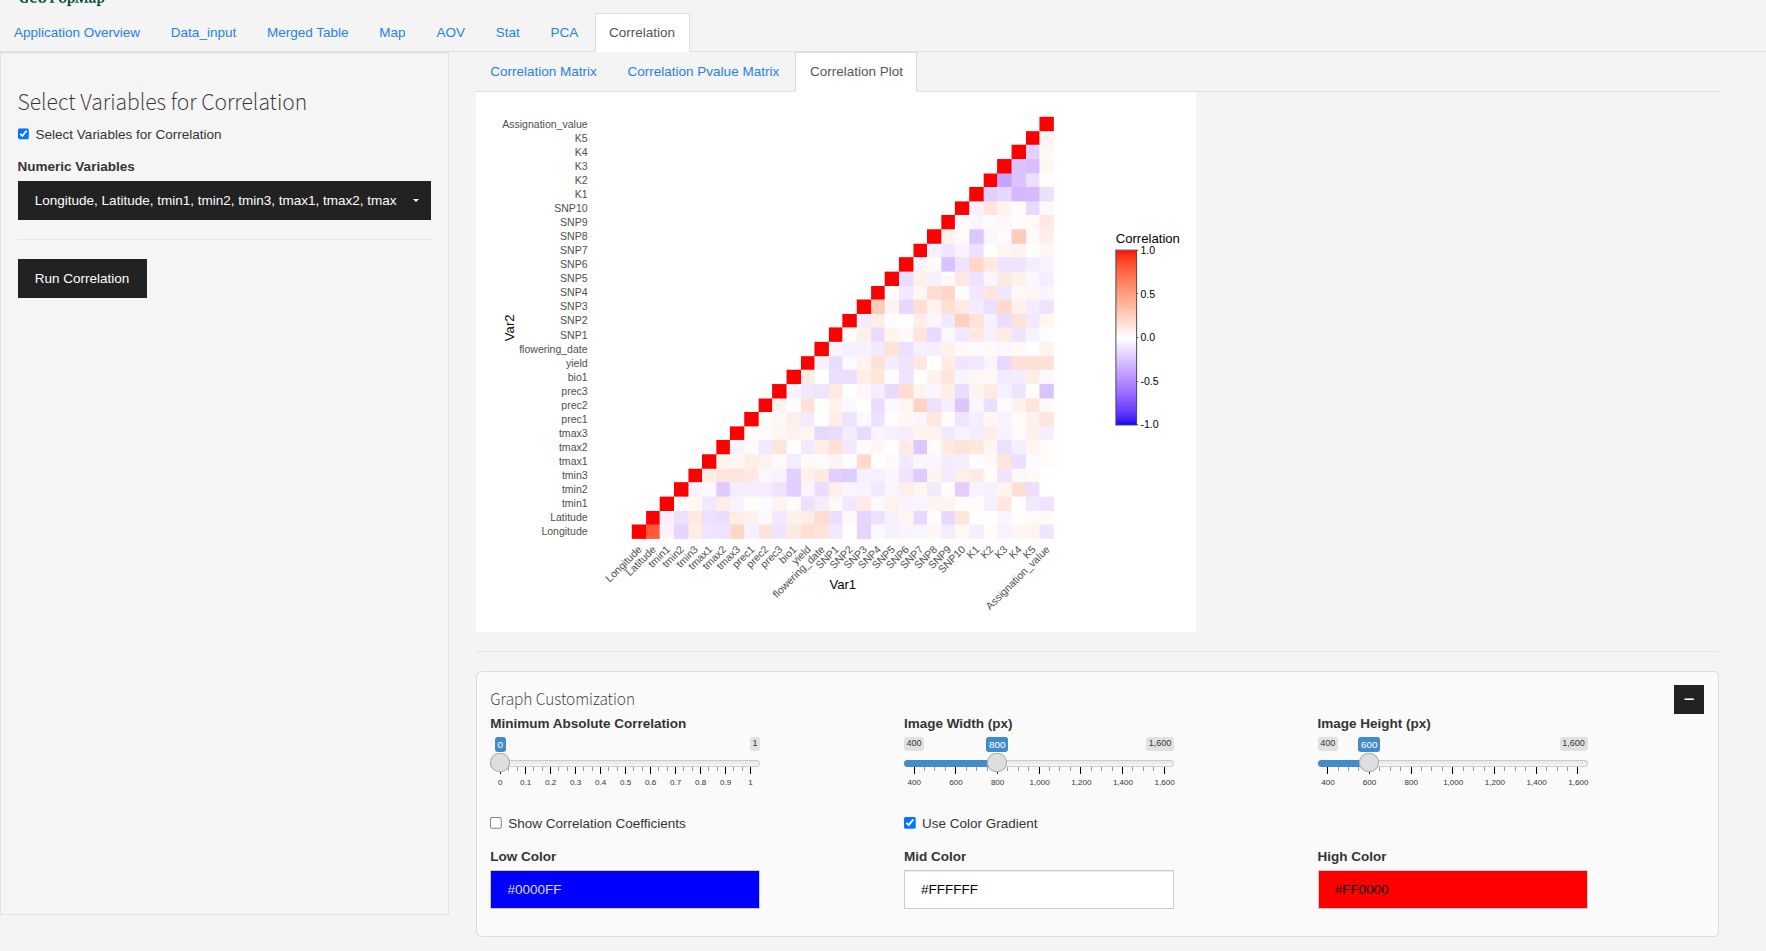 GeoPopMap
Application Overview Data_input Merged Table Map AOV Stat PCA Correlation
Select Variables for Correlation
Select Variables for Correlation
Numeric Variables
Longitude, Latitude, tmin1, tmin2, tmin3, tmax1, tmax2, tmax
Run Correlation
Correlation Matrix Correlation Pvalue Matrix Correlation Plot
Assignation_value
K5
K4
K3
K2
K1
SNP10
SNP9
SNP8
SNP7
SNP6
SNP5
SNP4
SNP3
SNP2
SNP1
flowering_date
yield
bio1
prec3
prec2
prec1
tmax3
tmax2
tmax1
tmin3
tmin2
tmin1
Latitude
Longitude
Var2
Longitude Latitude tmin1 tmin2 tmin3 tmax1 tmax2 tmax3 prec1 prec2 prec3 bio1 yield flowering_date SNP1 SNP2 SNP3 SNP4 SNP5 SNP6 SNP7 SNP8 SNP9 SNP10 K1 K2 K3 K4 K5 Assignation_value
Var1
Correlation
1.0
0.5
0.0
-0.5
-1.0
Graph Customization
−
Minimum Absolute Correlation
0 1
0 0.1 0.2 0.3 0.4 0.5 0.6 0.7 0.8 0.9 1
Image Width (px)
400 800 1,600
400 600 800 1,000 1,200 1,400 1,600
Image Height (px)
400 600 1,600
400 600 800 1,000 1,200 1,400 1,600
Show Correlation Coefficients
Use Color Gradient
Low Color
#0000FF
Mid Color
#FFFFFF
High Color
#FF0000